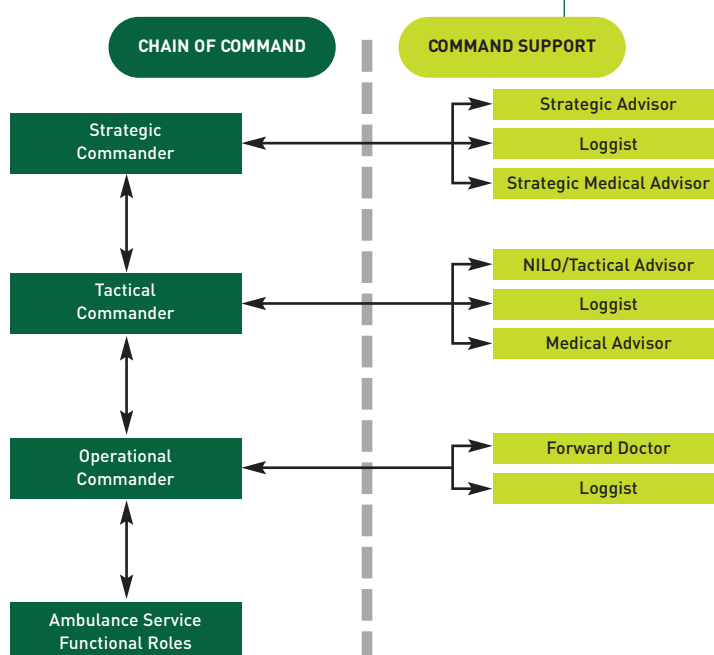 CHAIN OF COMMAND
COMMAND SUPPORT
Strategic
Commander
Strategic Advisor
Loggist
Strategic Medical Advisor
Tactical
Commander
NILO/Tactical Advisor
Loggist
Medical Advisor
Operational
Commander
Forward Doctor
Loggist
Ambulance Service
Functional Roles